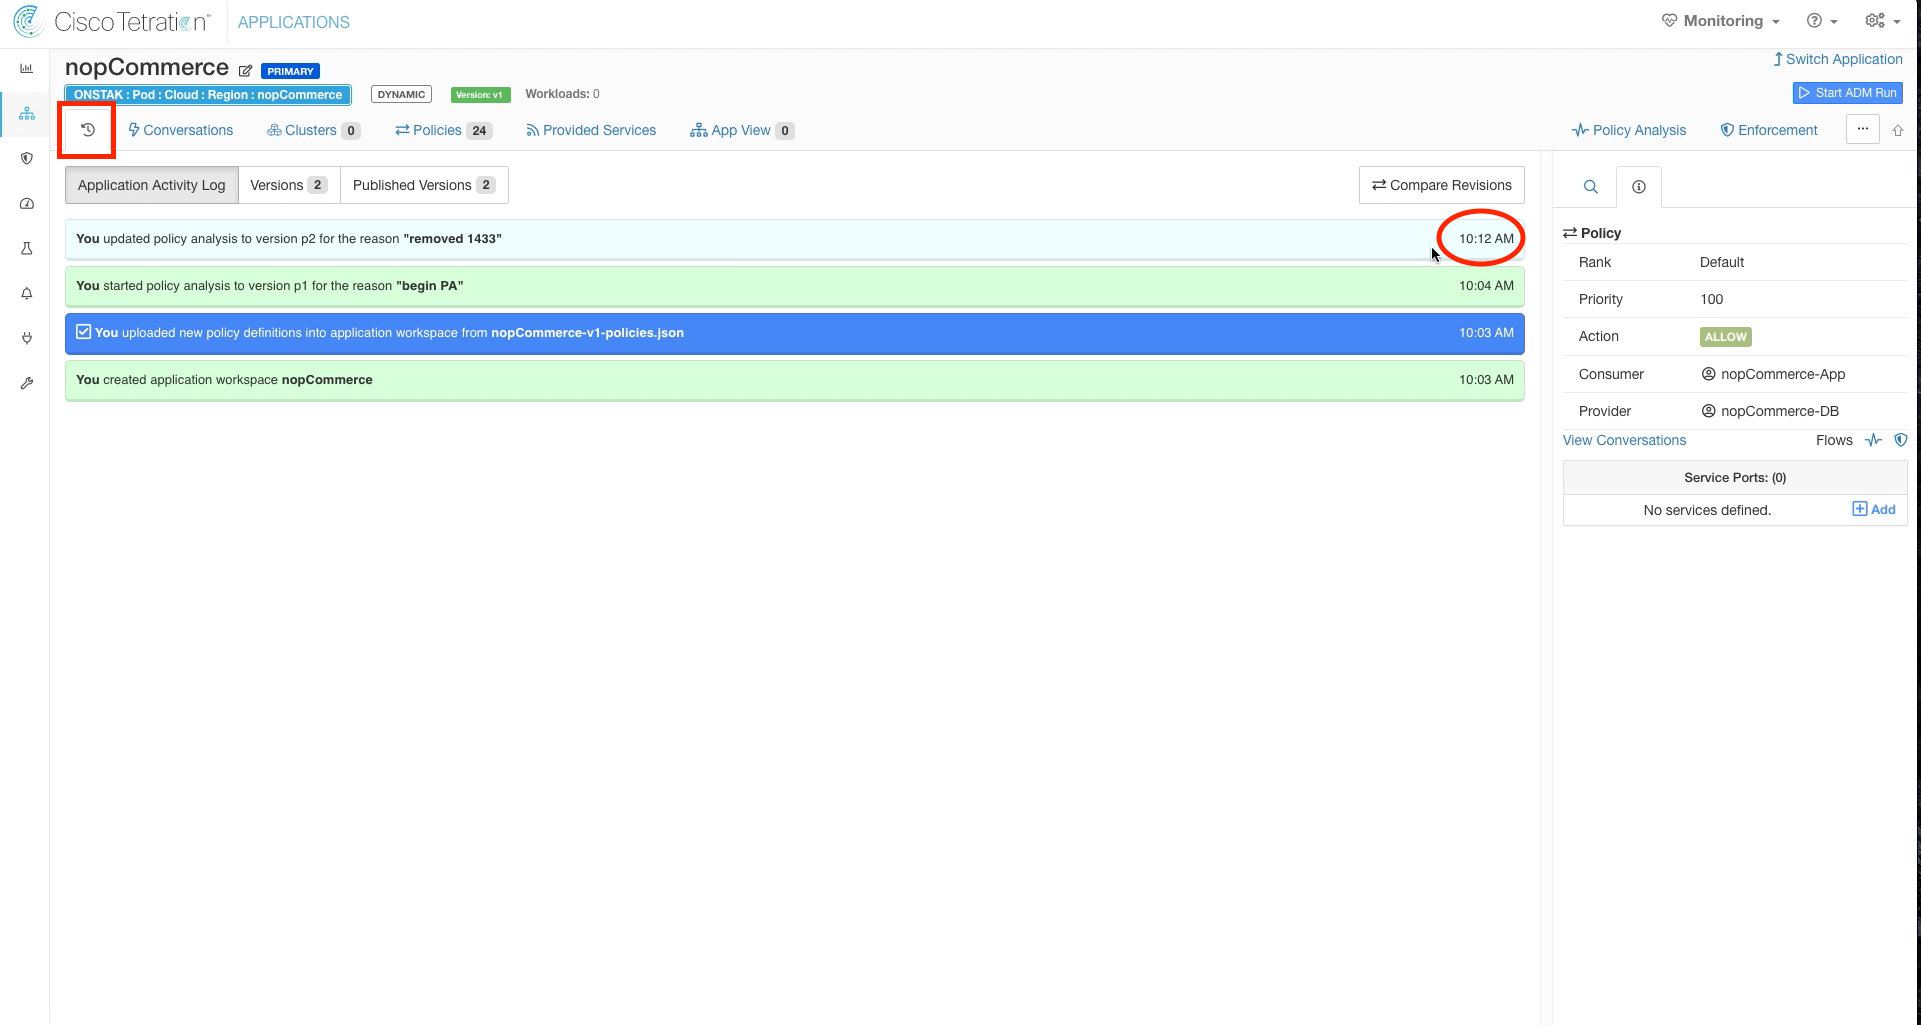 CiscoTetration™ APPLICATIONS Monitoring
nopCommerce PRIMARY Switch Application
ONSTAK : Pod : Cloud : Region : nopCommerce DYNAMIC Version: v1 Workloads: 0 Start ADM Run
Conversations Clusters 0 Policies 24 Provided Services App View 0 Policy Analysis Enforcement ...
Application Activity Log Versions 2 Published Versions 2 Compare Revisions
You updated policy analysis to version p2 for the reason "removed 1433" 10:12 AM
You started policy analysis to version p1 for the reason "begin PA" 10:04 AM
You uploaded new policy definitions into application workspace from nopCommerce-v1-policies.json 10:03 AM
You created application workspace nopCommerce 10:03 AM
Policy
Rank Default
Priority 100
Action ALLOW
Consumer nopCommerce-App
Provider nopCommerce-DB
View Conversations Flows
Service Ports: (0)
No services defined. Add